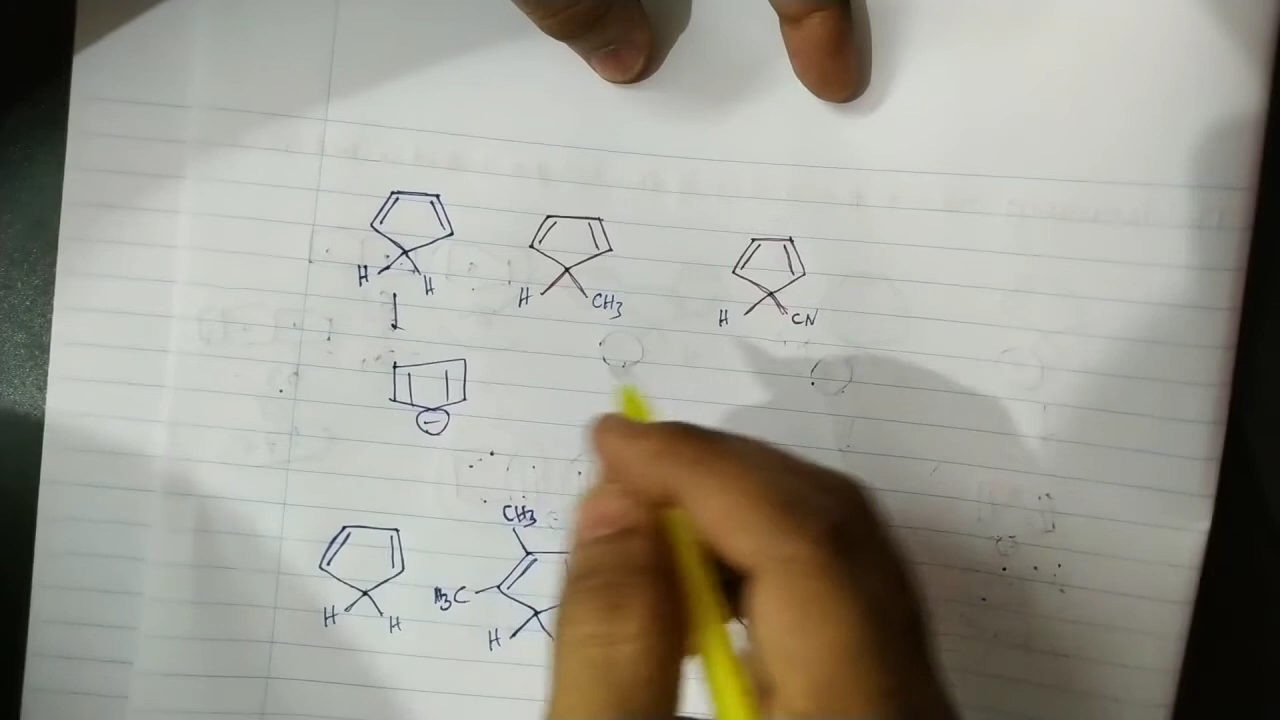 H H
H CH3
H CN
⊖
CH3
H3C
H
H H